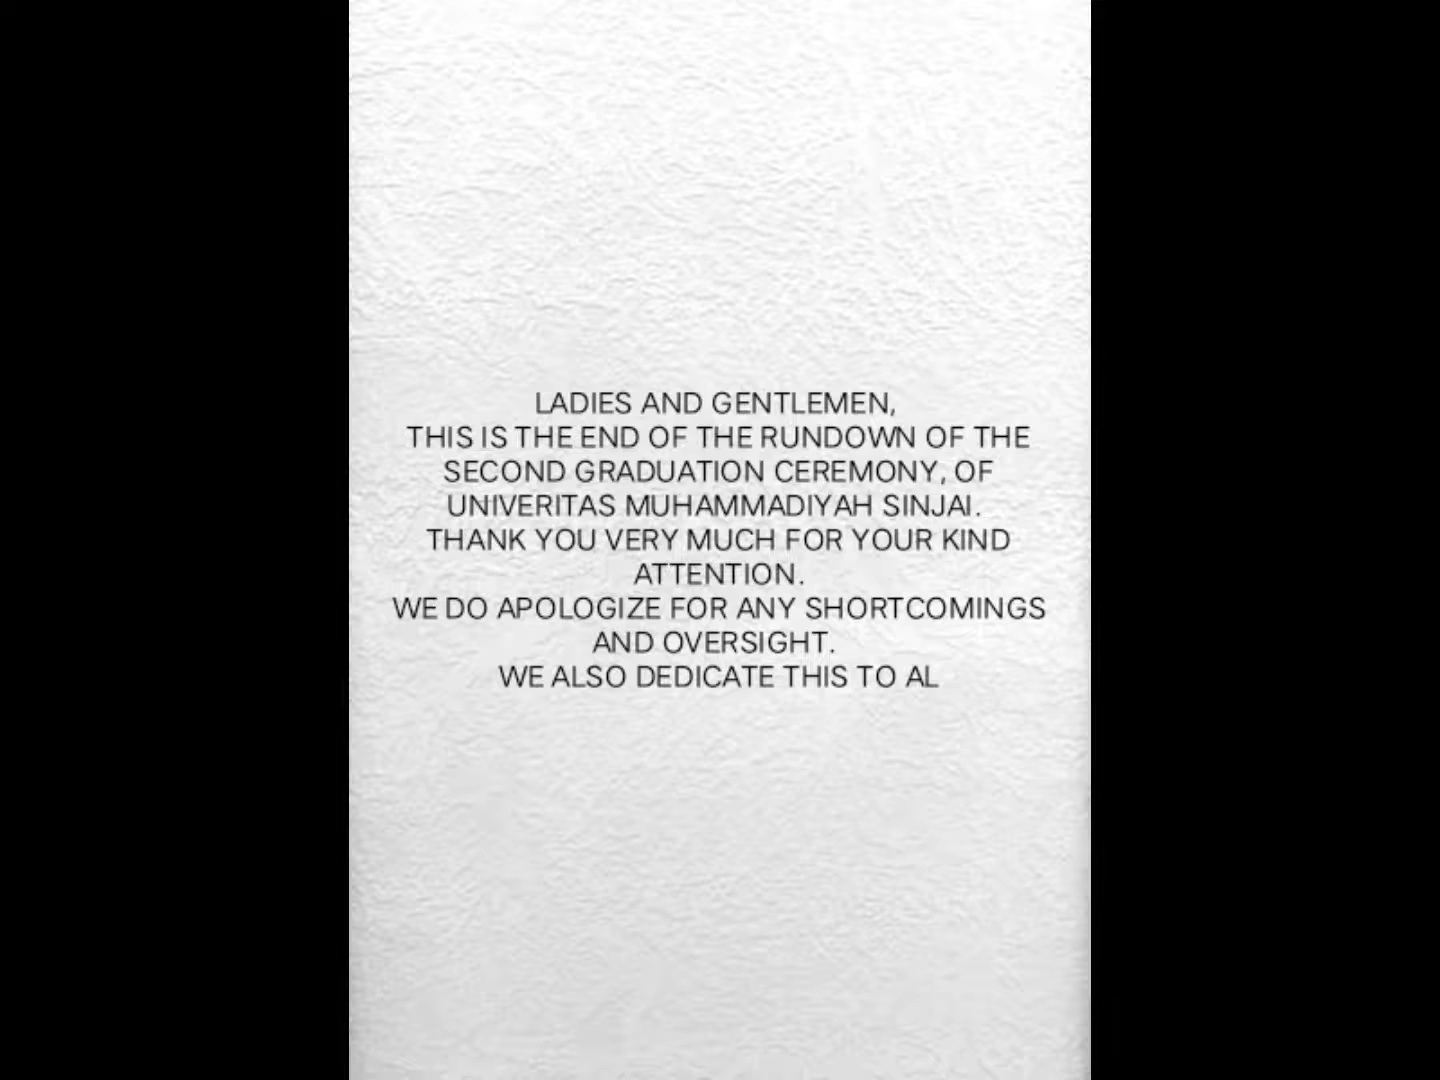 LADIES AND GENTLEMEN,
THIS IS THE END OF THE RUNDOWN OF THE
SECOND GRADUATION CEREMONY, OF
UNIVERITAS MUHAMMADIYAH SINJAI.
THANK YOU VERY MUCH FOR YOUR KIND
ATTENTION.
WE DO APOLOGIZE FOR ANY SHORTCOMINGS
AND OVERSIGHT.
WE ALSO DEDICATE THIS TO AL